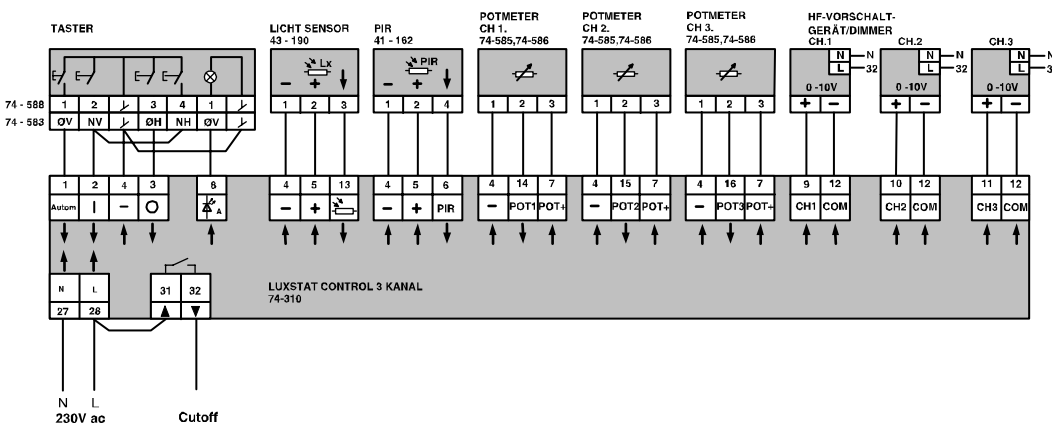 TASTER
LICHT SENSOR
43 - 190
PIR
41 - 162
POTMETER
CH 1.
74-585,74-586
POTMETER
CH 2.
74-585,74-586
POTMETER
CH 3.
74-585,74-586
HF-VORSCHALT-
GERÄT/DIMMER
CH.1
CH.2
CH.3
N N
L 32
N N
L 32
N N
L 3
Lx
PIR
- +
- +
0 -10V
0 -10V
0 -10V
+ -
+ -
+ -
74 - 588
1 2 3 4 1
74 - 583
ØV NV ØH NH ØV
1 2 3
1 2 4
1 2 3
1 2 3
1 2 3
1 2 4 3
8
4 5 13
4 5 6
4 14 7
4 15 7
4 16 7
9 12
10 12
11 12
Autom I - O
A
- +
- + PIR
- POT1 POT+
- POT2 POT+
- POT3 POT+
CH1 COM
CH2 COM
CH3 COM
N L
27 28
31 32
LUXSTAT CONTROL 3 KANAL
74-310
N L
230V ac
Cutoff